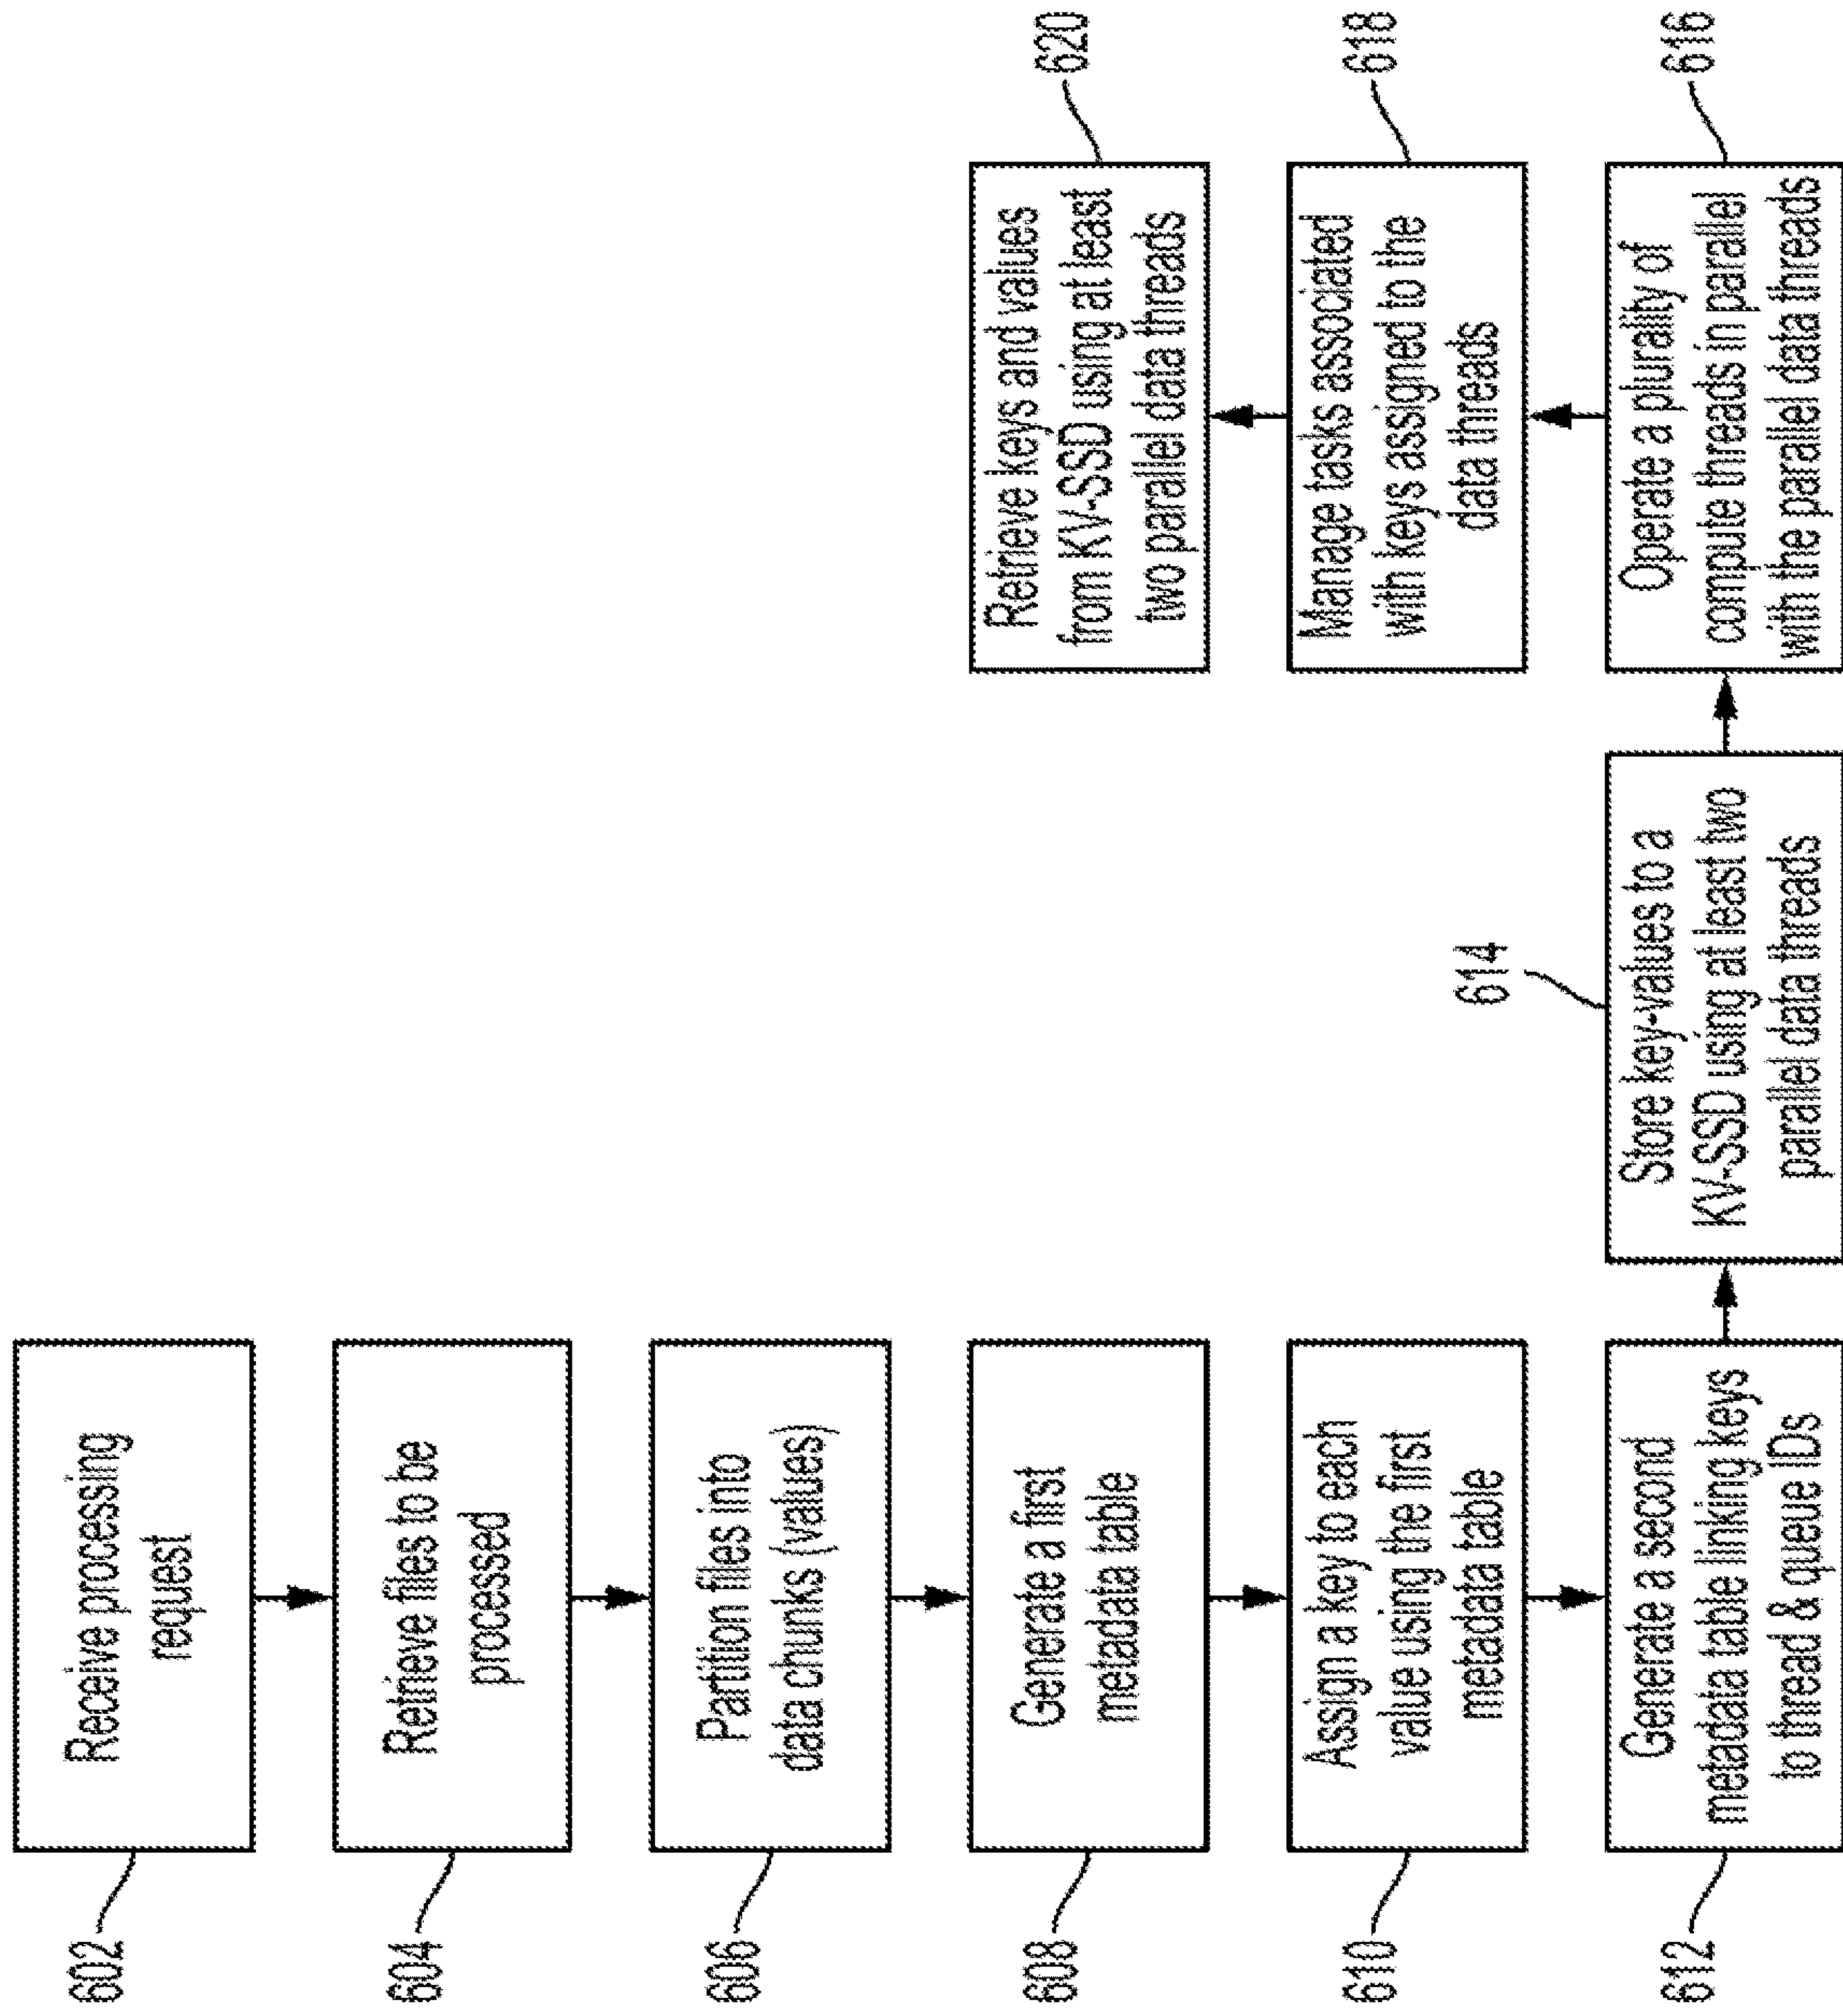 602
Receive processing
request
604
Retrieve files to be
processed
606
Partition files into
data chunks (values)
608
Generate a first
metadata table
610
Assign a key to each
value using the first
metadata table
612
Generate a second
metadata table linking keys
to thread & queue IDs
614
Store key-values to a
KV-SSD using at least two
parallel data threads
616
Operate a plurality of
compute threads in parallel
with the parallel data threads
618
Manage tasks associated
with keys assigned to the
data threads
620
Retrieve keys and values
from KV-SSD using at least
two parallel data threads